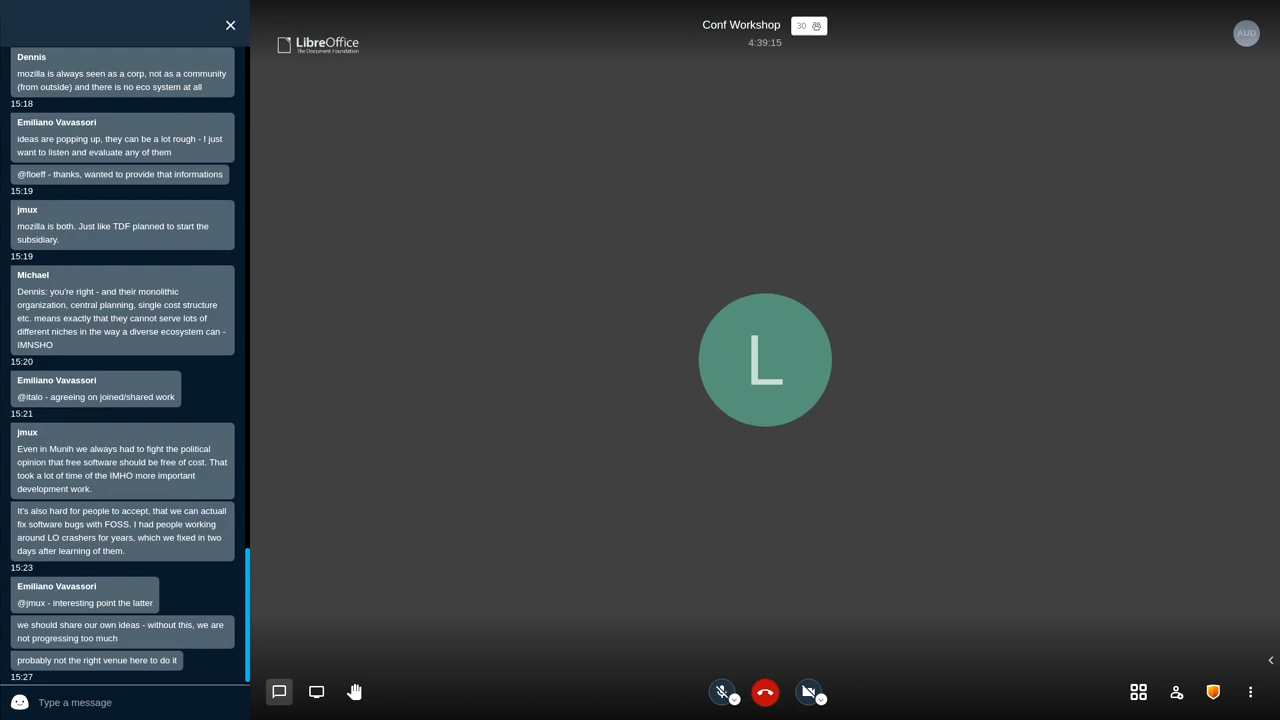 Dennis
mozilla is always seen as a corp, not as a community
(from outside) and there is no eco system at all
15:18
Emiliano Vavassori
ideas are popping up, they can be a lot rough - I just
want to listen and evaluate any of them
@floeff - thanks, wanted to provide that informations
15:19
jmux
mozilla is both. Just like TDF planned to start the
subsidiary.
15:19
Michael
Dennis: you're right - and their monolithic
organization, central planning, single cost structure
etc. means exactly that they cannot serve lots of
different niches in the way a diverse ecosystem can -
IMNSHO
15:20
Emiliano Vavassori
@italo - agreeing on joined/shared work
15:21
jmux
Even in Munih we always had to fight the political
opinion that free software should be free of cost. That
took a lot of time of the IMHO more important
development work.
It's also hard for people to accept, that we can actuall
fix software bugs with FOSS. I had people working
around LO crashers for years, which we fixed in two
days after learning of them.
15:23
Emiliano Vavassori
@jmux - interesting point the latter
we should share our own ideas - without this, we are
not progressing too much
probably not the right venue here to do it
15:27
Type a message
LibreOffice
The Document Foundation
Conf Workshop
30
4:39:15
AUD
L